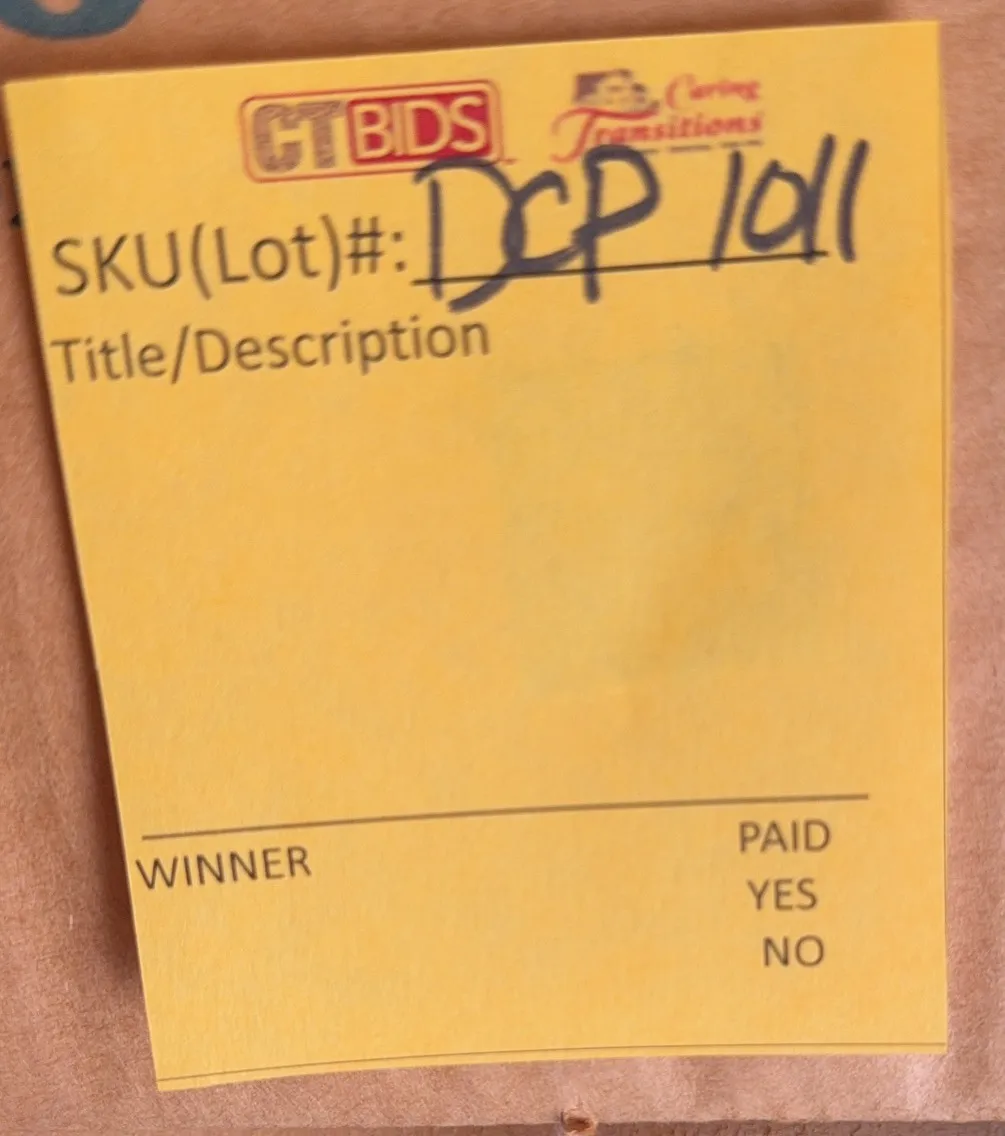 CTBIDS
Caring
Transitions
SKU(Lot)#: DCP 1011
Title/Description
WINNER
PAID
YES
NO